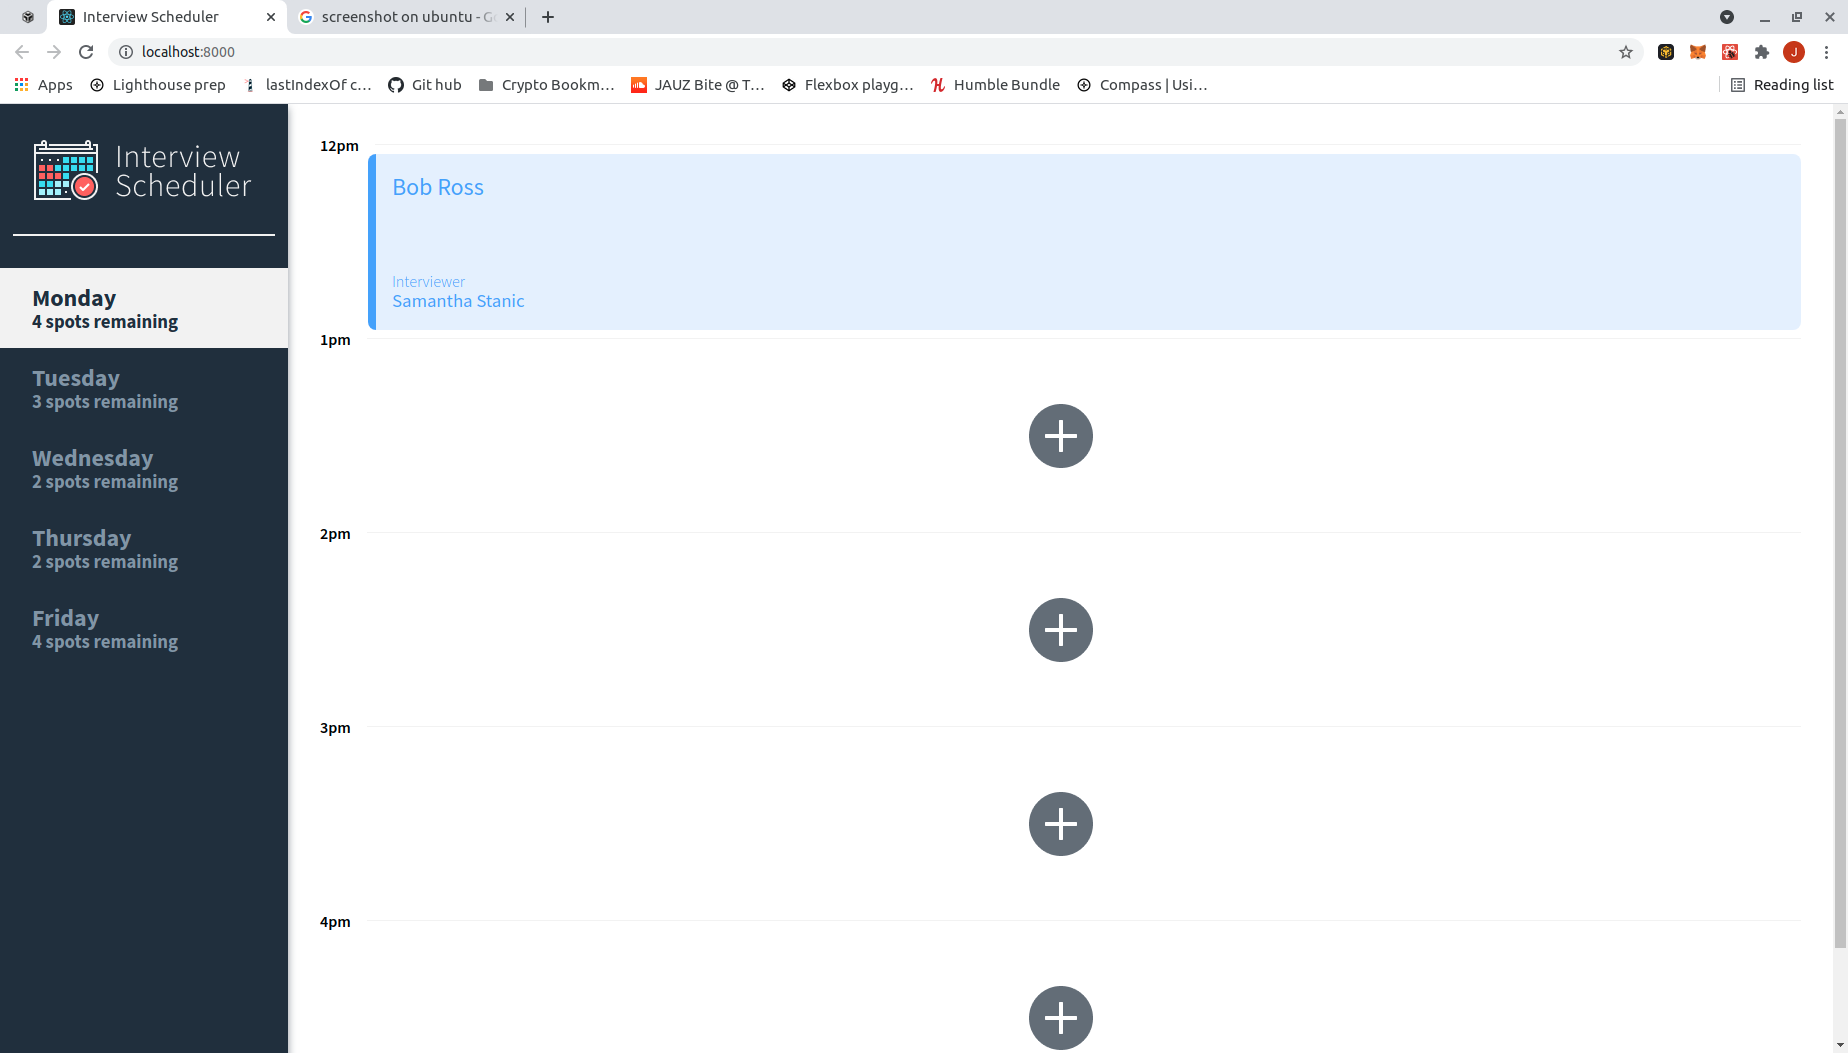 Interview Scheduler
screenshot on ubuntu - G
localhost:8000
J
Apps
Lighthouse prep
lastIndexOf c...
Git hub
Crypto Bookm...
JAUZ Bite @ T...
Flexbox playg...
Humble Bundle
Compass | Usi...
Reading list
Interview
Scheduler
Monday
4 spots remaining
Tuesday
3 spots remaining
Wednesday
2 spots remaining
Thursday
2 spots remaining
Friday
4 spots remaining
12pm
Bob Ross
Interviewer
Samantha Stanic
1pm
2pm
3pm
4pm